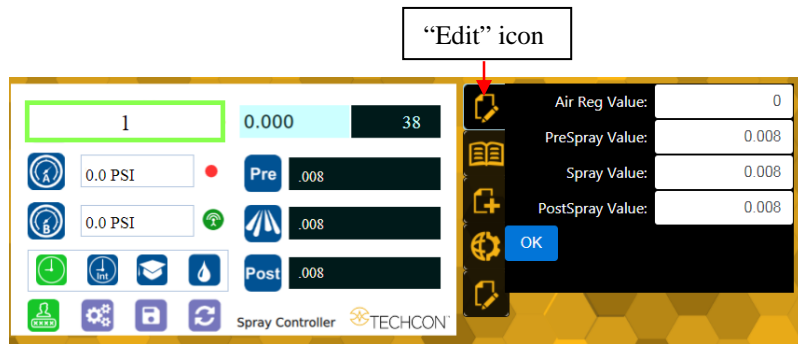 “Edit” icon
1
0.000
38
A
0.0 PSI
Pre
.008
B
0.0 PSI
.008
Int
Post
.008
Spray Controller
TECHCON
Air Reg Value:
0
PreSpray Value:
0.008
Spray Value:
0.008
PostSpray Value:
0.008
OK